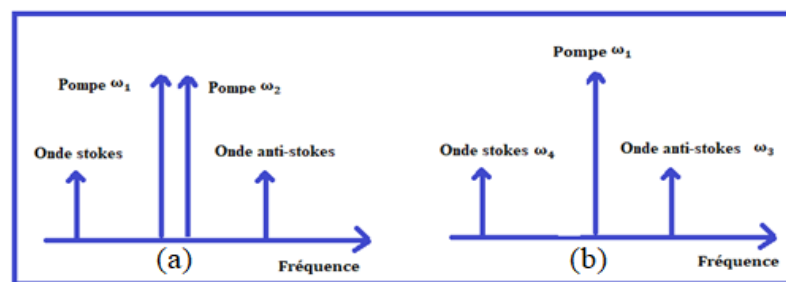 Pompe ω₁
Pompe ω₂
Onde stokes
Onde anti-stokes
(a)
Fréquence
Pompe ω₁
Onde stokes ω₄
Onde anti-stokes ω₃
(b)
Fréquence